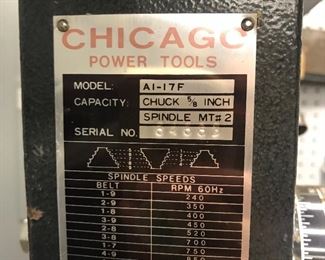 CHICAGO
POWER TOOLS
MODEL: A1-17F
CAPACITY: CHUCK 5/8 INCH
SPINDLE MT#2
SERIAL NO.
SPINDLE SPEEDS
BELT RPM 60Hz
1-9 240
2-9 350
1-8 400
3-9 450
2-8 520
3-8 700
1-7 750
4-9